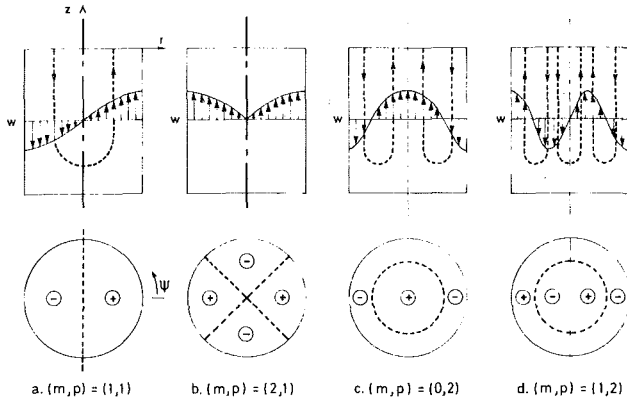 z
r
w w w w
ψ
− + − + + − − + − + − + −
a. (m,p) = (1,1) b. (m,p) = (2,1) c. (m,p) = (0,2) d. (m,p) = (1,2)